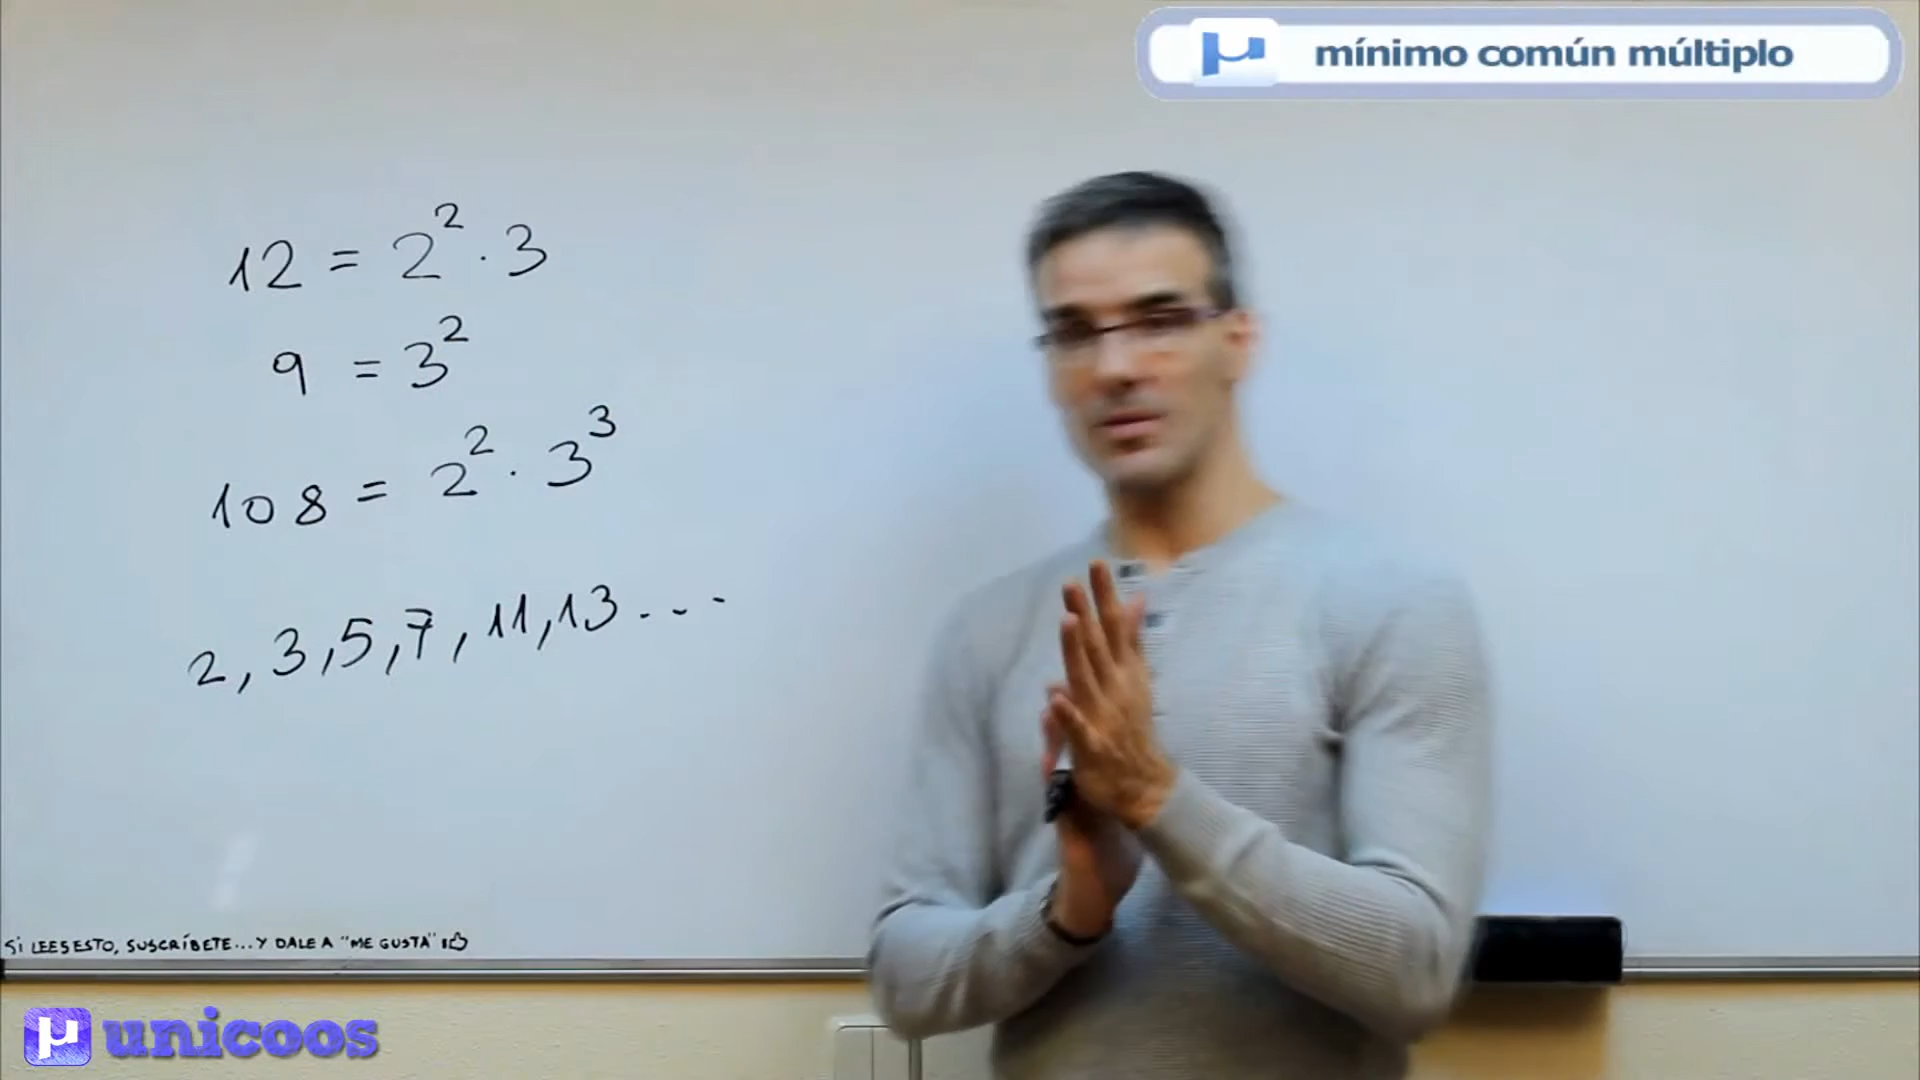 mínimo común múltiplo
12 = 2² · 3
9 = 3²
108 = 2² · 3³
2, 3, 5, 7, 11, 13 . . .
SI LEES ESTO, SUSCRÍBETE... Y DALE A "ME GUSTA"
µ unicoos